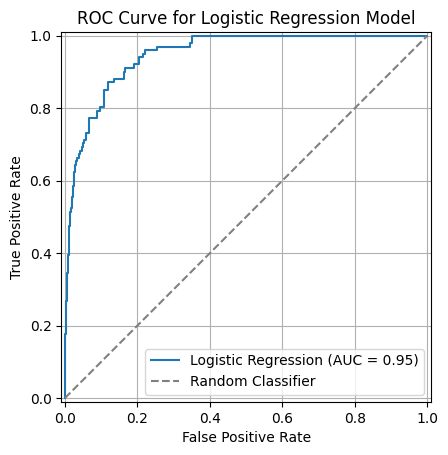 ROC Curve for Logistic Regression Model
True Positive Rate
1.0
0.8
0.6
0.4
0.2
0.0
Logistic Regression (AUC = 0.95)
Random Classifier
0.0 0.2 0.4 0.6 0.8 1.0
False Positive Rate